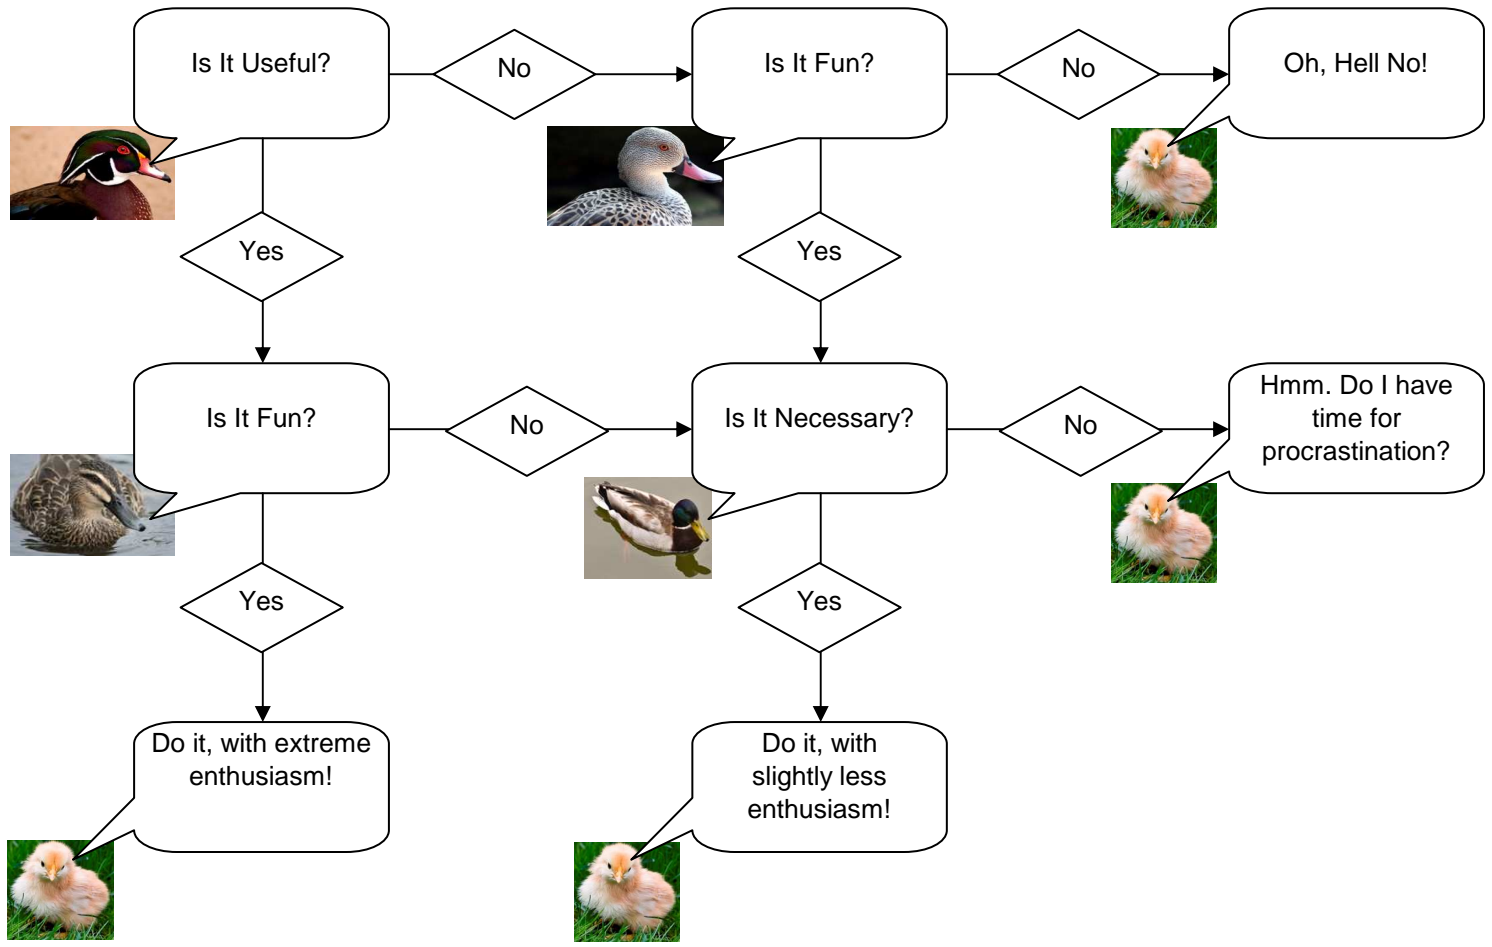 Is It Useful?
No
Is It Fun?
No
Oh, Hell No!
Yes
Yes
Is It Fun?
No
Is It Necessary?
No
Hmm. Do I have
time for
procrastination?
Yes
Yes
Do it, with extreme
enthusiasm!
Do it, with
slightly less
enthusiasm!